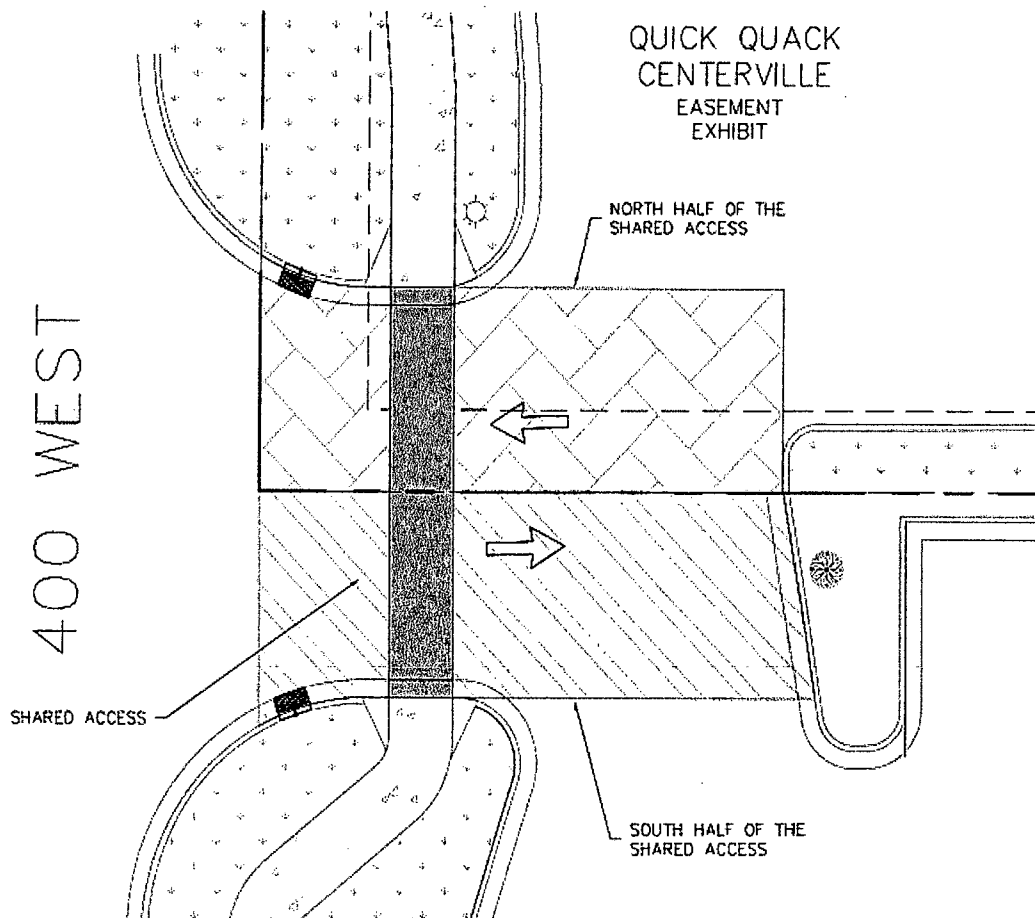 QUICK QUACK
CENTERVILLE
EASEMENT
EXHIBIT
NORTH HALF OF THE
SHARED ACCESS
400 WEST
SHARED ACCESS
SOUTH HALF OF THE
SHARED ACCESS